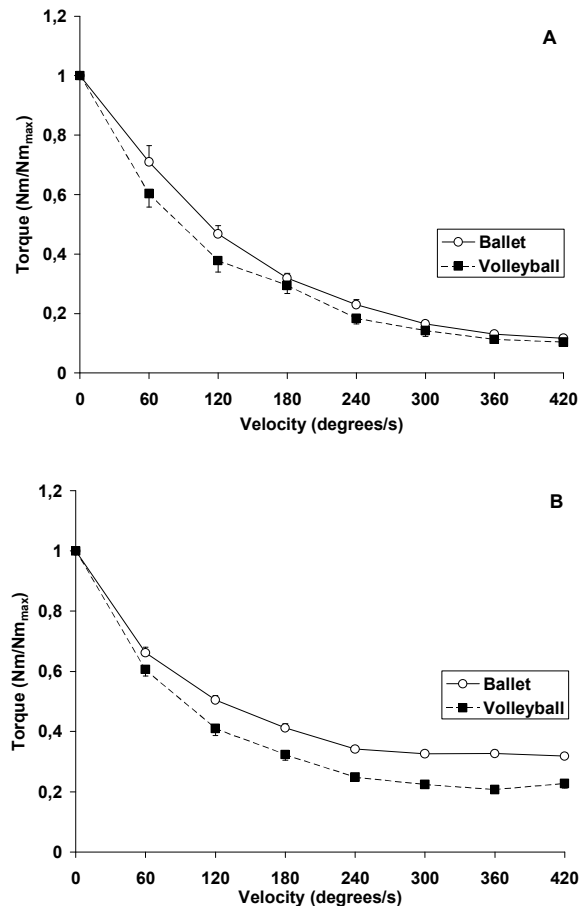 A
1,2
1
0,8
0,6
0,4
0,2
0
Torque (Nm/Nmmax)
Ballet
Volleyball
0 60 120 180 240 300 360 420
Velocity (degrees/s)
B
1,2
1
0,8
0,6
0,4
0,2
0
Torque (Nm/Nmmax)
Ballet
Volleyball
0 60 120 180 240 300 360 420
Velocity (degrees/s)